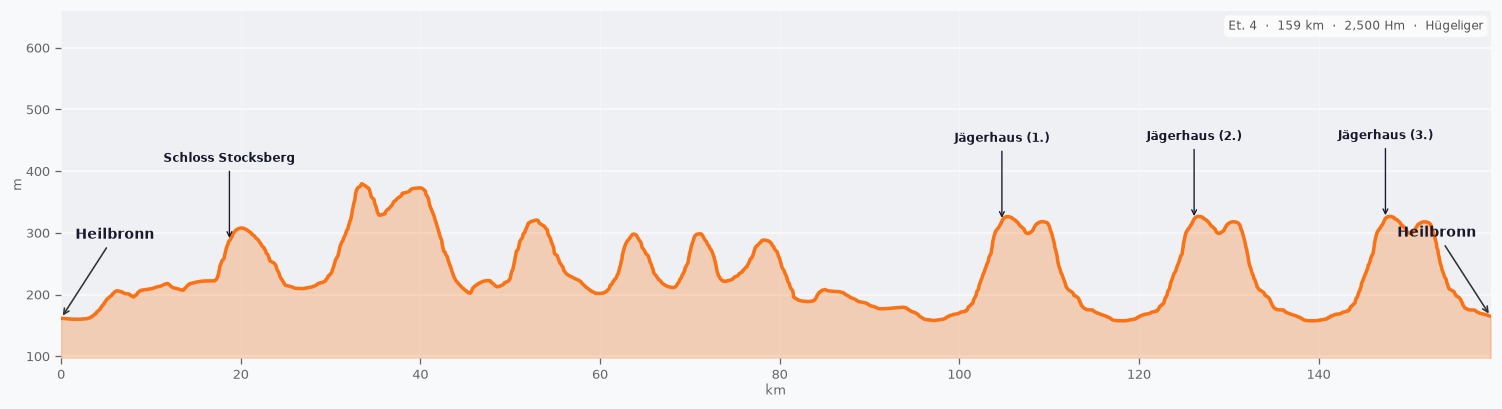 Et. 4 · 159 km · 2,500 Hm · Hügeliger
600
500
400
300
200
100
m
Heilbronn
Schloss Stocksberg
Jägerhaus (1.)
Jägerhaus (2.)
Jägerhaus (3.)
Heilbronn
0
20
40
60
80
100
120
140
km